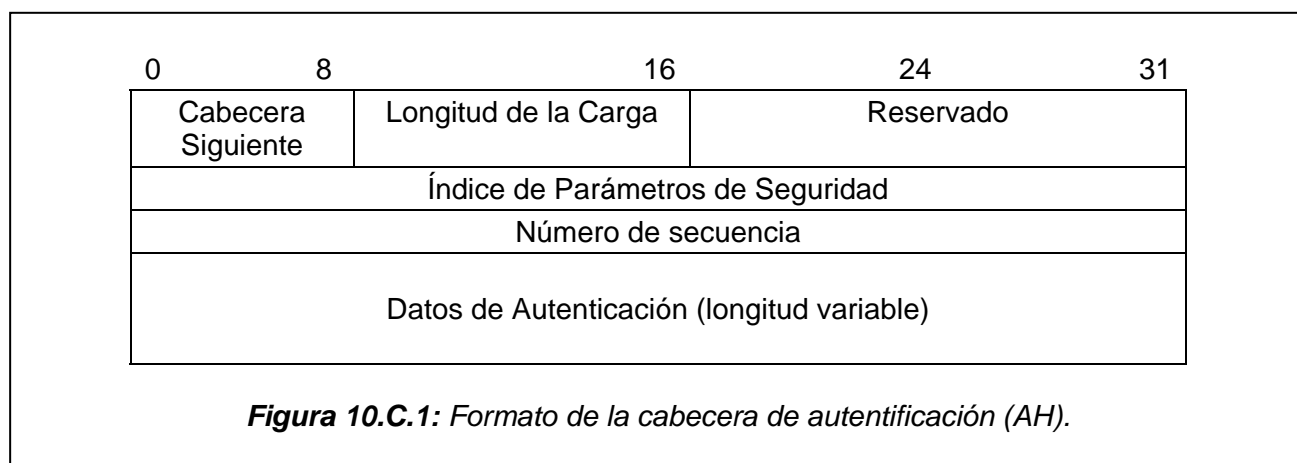 0 8 16 24 31
Cabecera Siguiente Longitud de la Carga Reservado
Índice de Parámetros de Seguridad
Número de secuencia
Datos de Autenticación (longitud variable)
Figura 10.C.1: Formato de la cabecera de autentificación (AH).